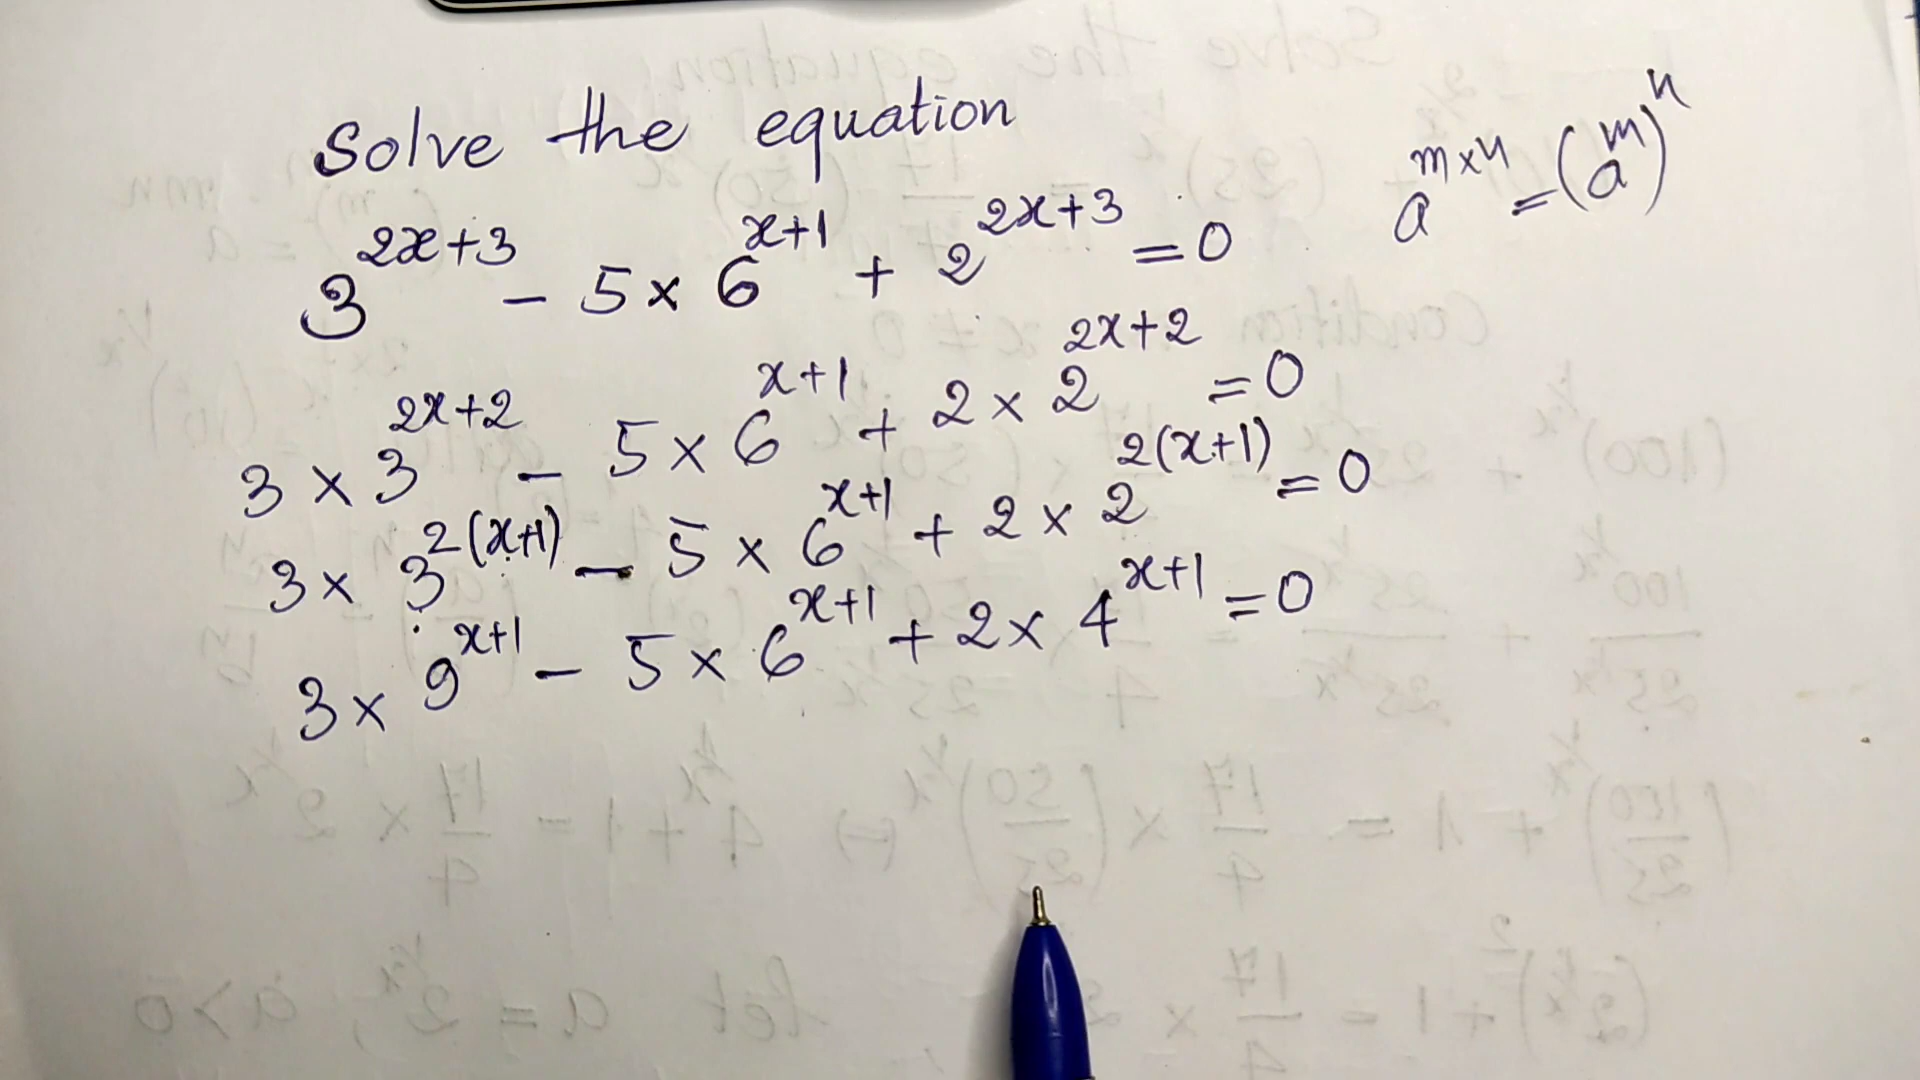 Solve the equation
a^(m×n) = (a^m)^n
3^(2x+3) - 5 × 6^(x+1) + 2^(2x+3) = 0
3 × 3^(2x+2) - 5 × 6^(x+1) + 2 × 2^(2x+2) = 0
3 × 3^(2(x+1)) - 5 × 6^(x+1) + 2 × 2^(2(x+1)) = 0
3 × 9^(x+1) - 5 × 6^(x+1) + 2 × 4^(x+1) = 0